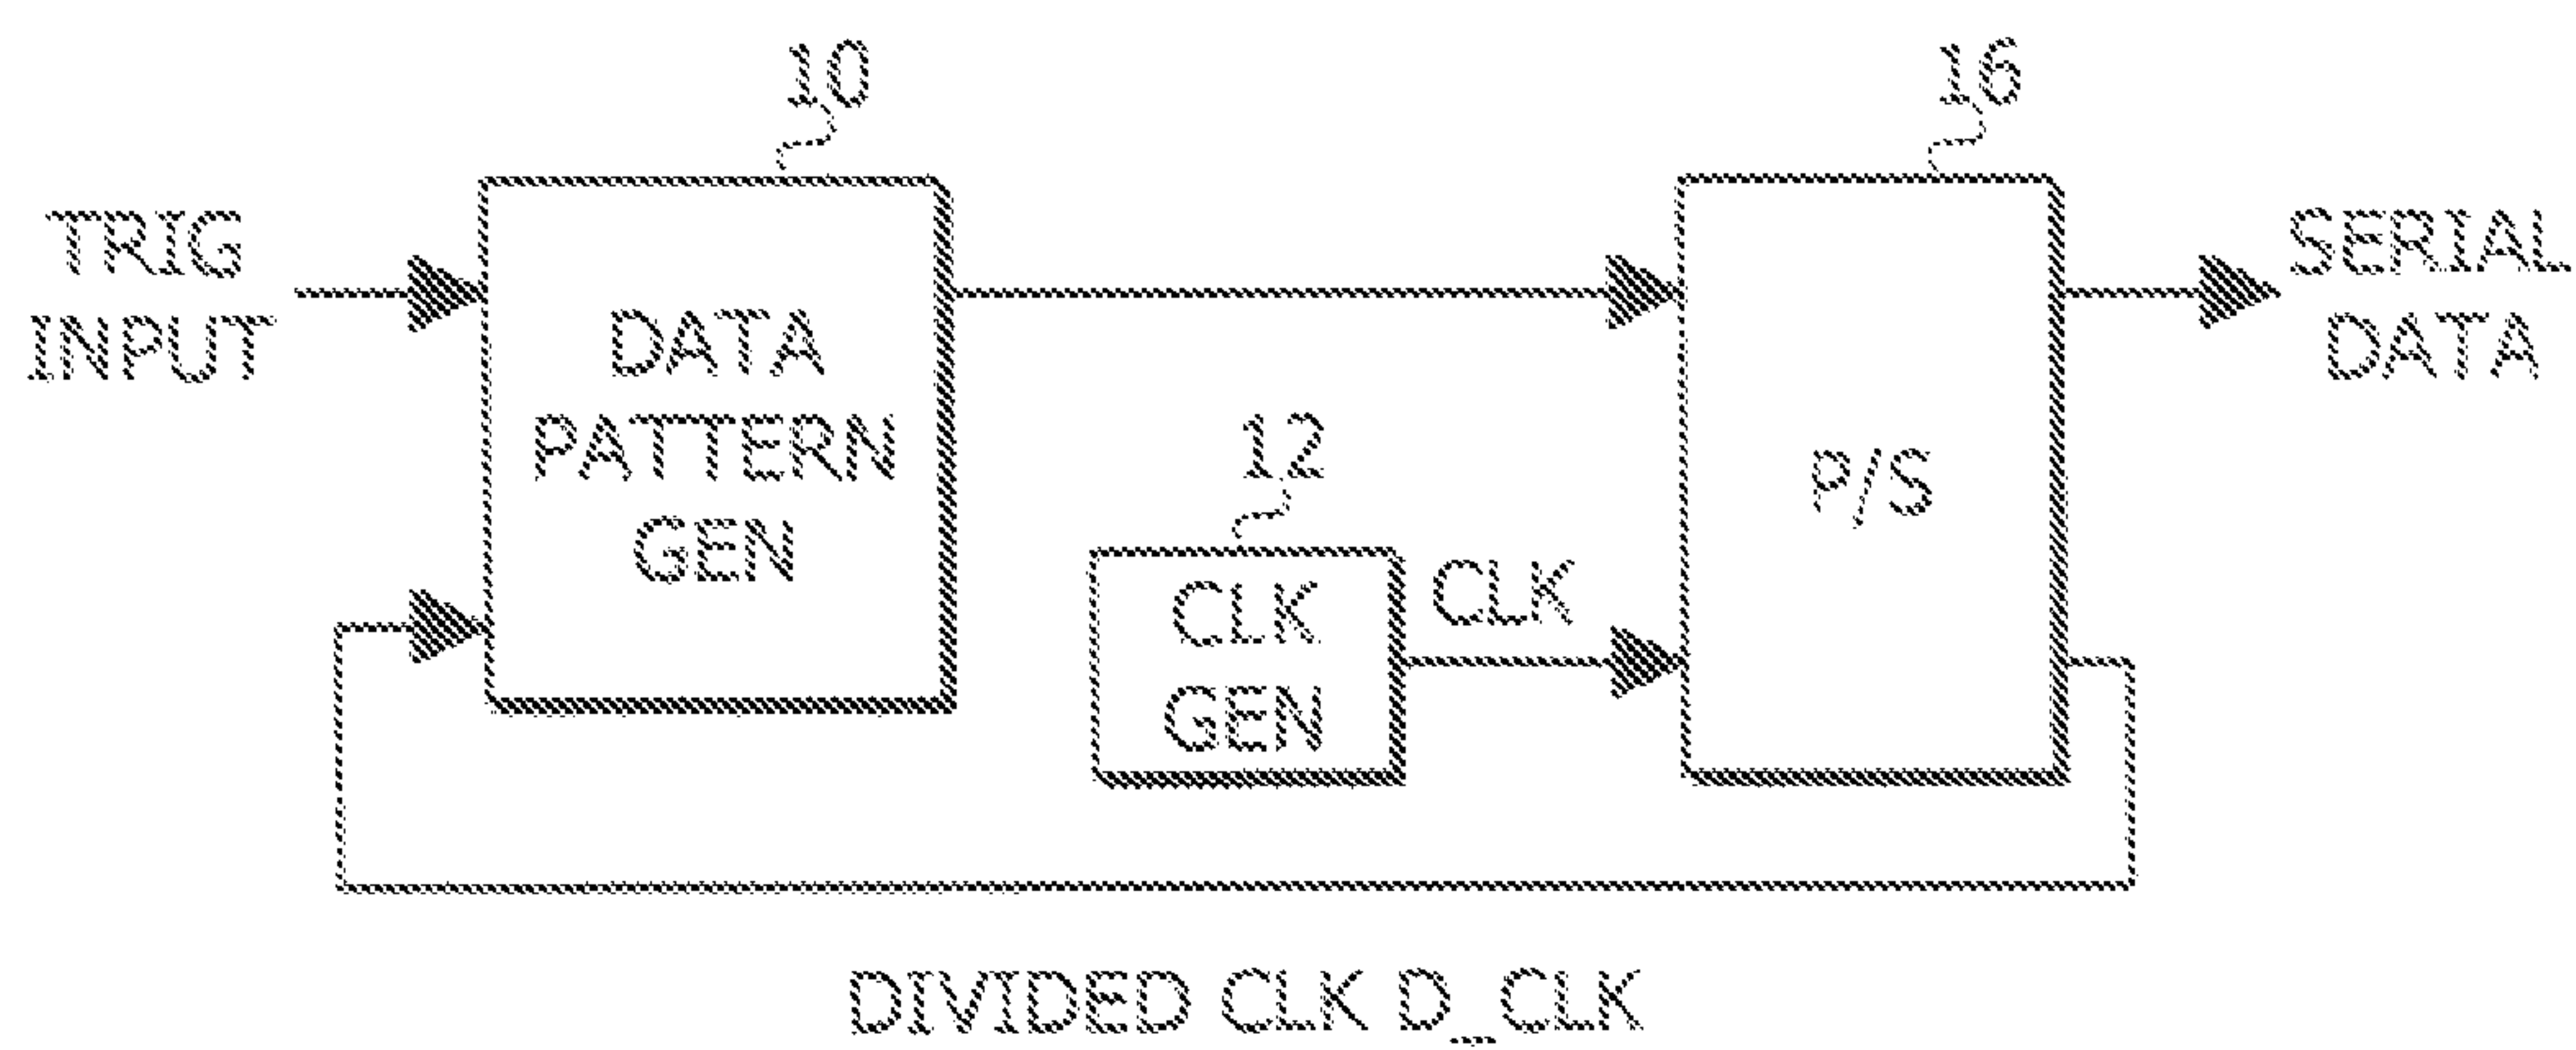 10
16
TRIG
INPUT
DATA
PATTERN
GEN
12
CLK
GEN
CLK
P/S
SERIAL
DATA
DIVIDED CLK D_CLK